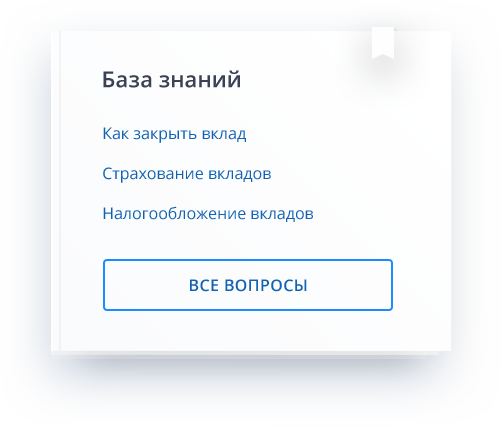 База знаний
Как закрыть вклад
Страхование вкладов
Налогообложение вкладов
ВСЕ ВОПРОСЫ